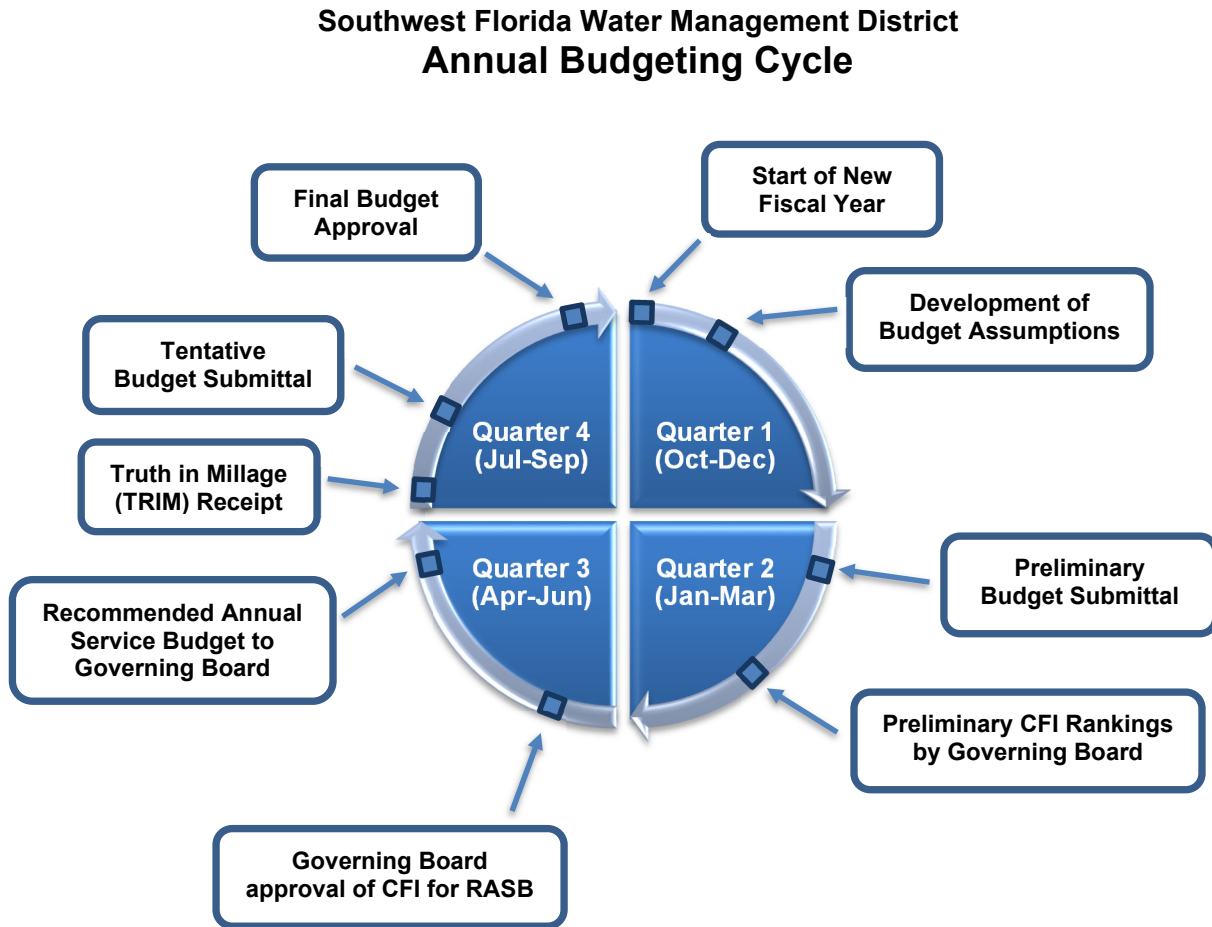 Southwest Florida Water Management District
Annual Budgeting Cycle
Start of New
Fiscal Year
Development of
Budget Assumptions
Preliminary
Budget Submittal
Preliminary CFI Rankings
by Governing Board
Governing Board
approval of CFI for RASB
Recommended Annual
Service Budget to
Governing Board
Truth in Millage
(TRIM) Receipt
Tentative
Budget Submittal
Final Budget
Approval
Quarter 1
(Oct-Dec)
Quarter 2
(Jan-Mar)
Quarter 3
(Apr-Jun)
Quarter 4
(Jul-Sep)